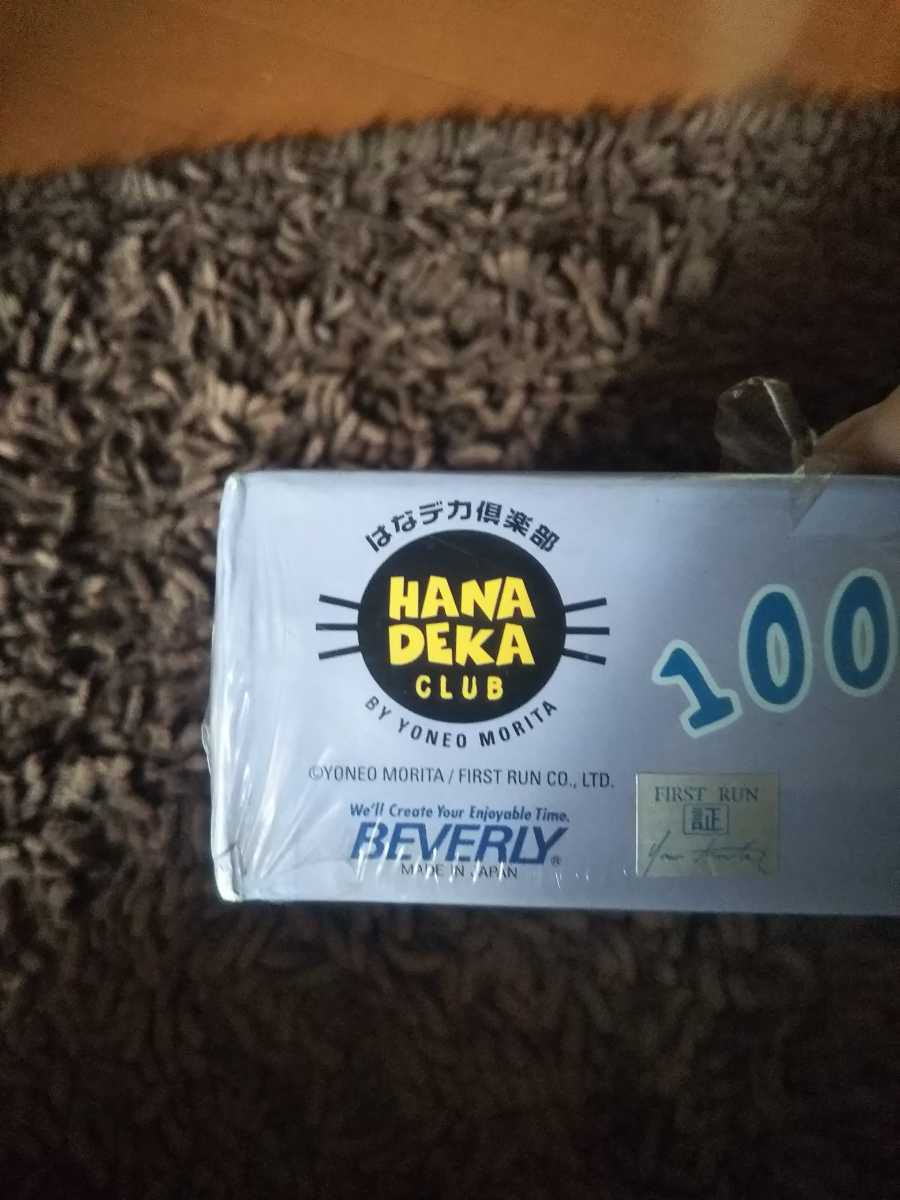 はなデカ倶楽部
HANA
DEKA
CLUB
BY YONEO MORITA
©YONEO MORITA / FIRST RUN CO., LTD.
We'll Create Your Enjoyable Time.
BEVERLY®
MADE IN JAPAN
100
FIRST RUN
証